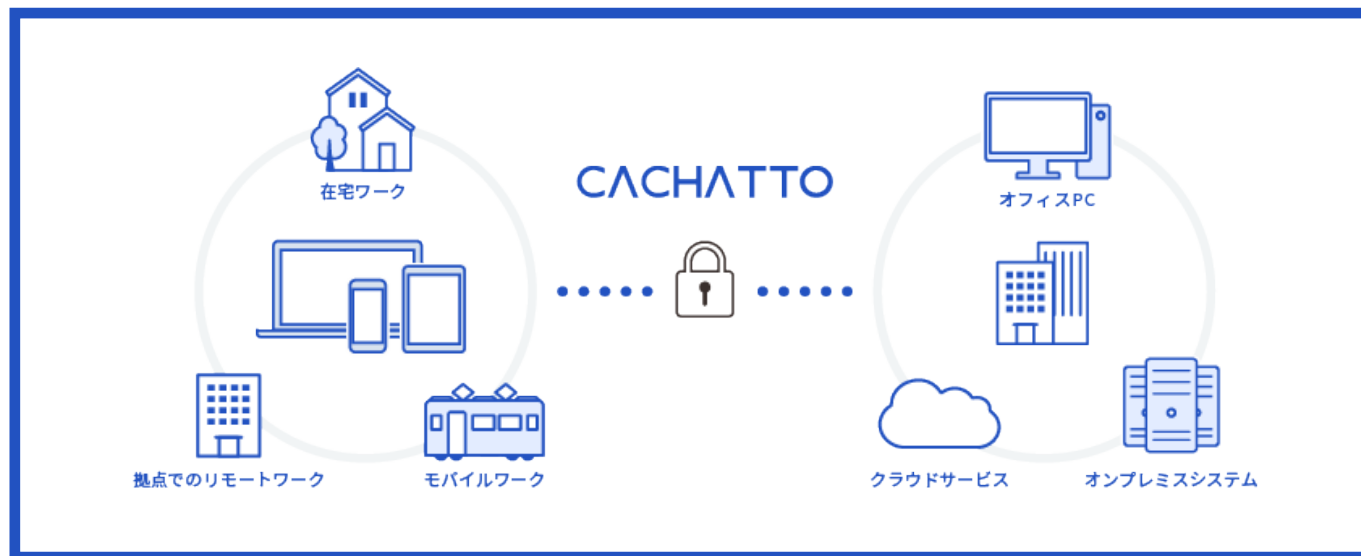 在宅ワーク
拠点でのリモートワーク
モバイルワーク
CACHATTO
オフィスPC
クラウドサービス
オンプレミスシステム